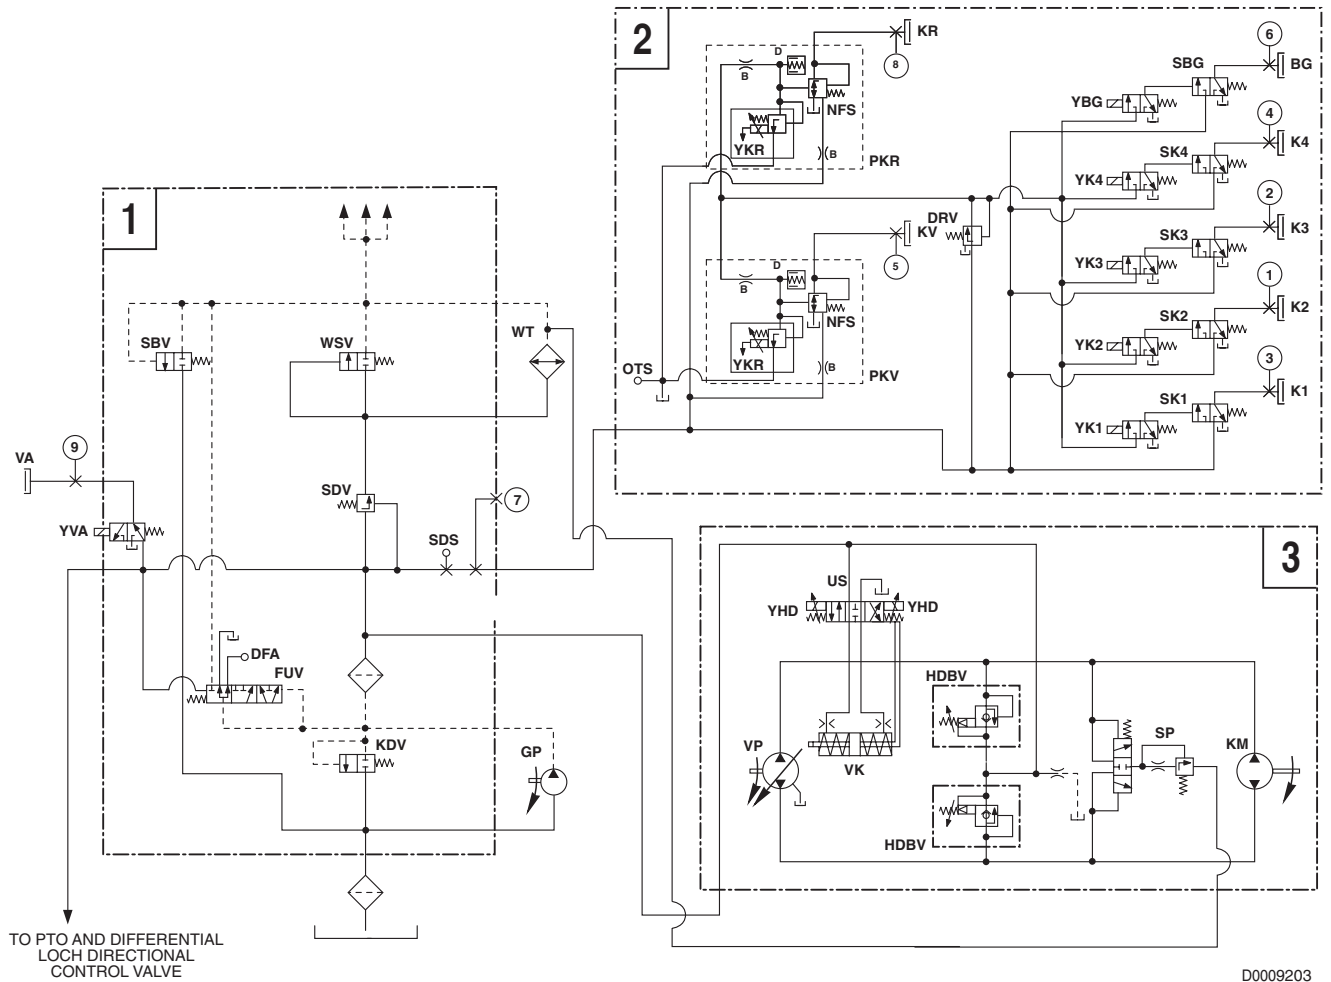 2
KR
8
D
B
NFS
YKR
B
PKR
6
SBG
BG
YBG
4
SK4
K4
YK4
2
SK3
K3
YK3
1
SK2
K2
YK2
3
SK1
K1
YK1
DRV
KV
5
D
B
NFS
YKR
B
PKV
OTS
1
SBV
WSV
WT
VA
9
YVA
SDV
7
SDS
DFA
FUV
KDV
GP
TO PTO AND DIFFERENTIAL
LOCH DIRECTIONAL
CONTROL VALVE
3
US
YHD
YHD
HDBV
VP
VK
SP
KM
HDBV
D0009203